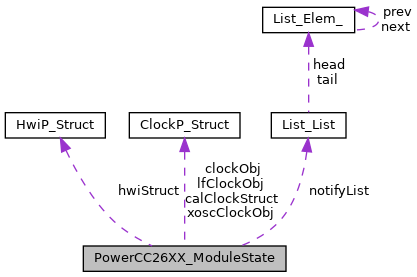 List_Elem_
prev
next
head
tail
HwiP_Struct
ClockP_Struct
List_List
hwiStruct
clockObj
lfClockObj
calClockStruct
xoscClockObj
notifyList
PowerCC26XX_ModuleState